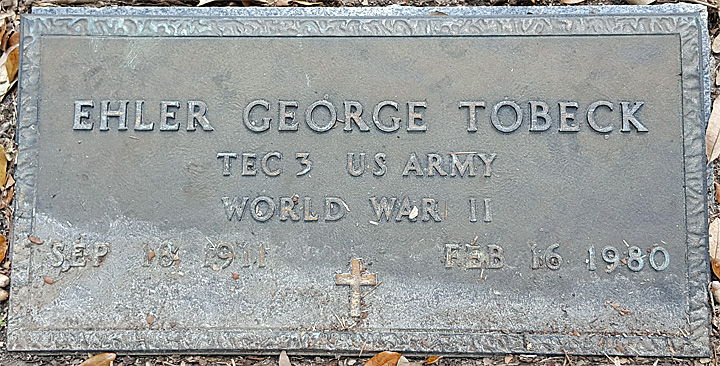 EHLER GEORGE TOBECK
TEC 3 US ARMY
WORLD WAR II
SEP 18 1911 FEB 16 1980